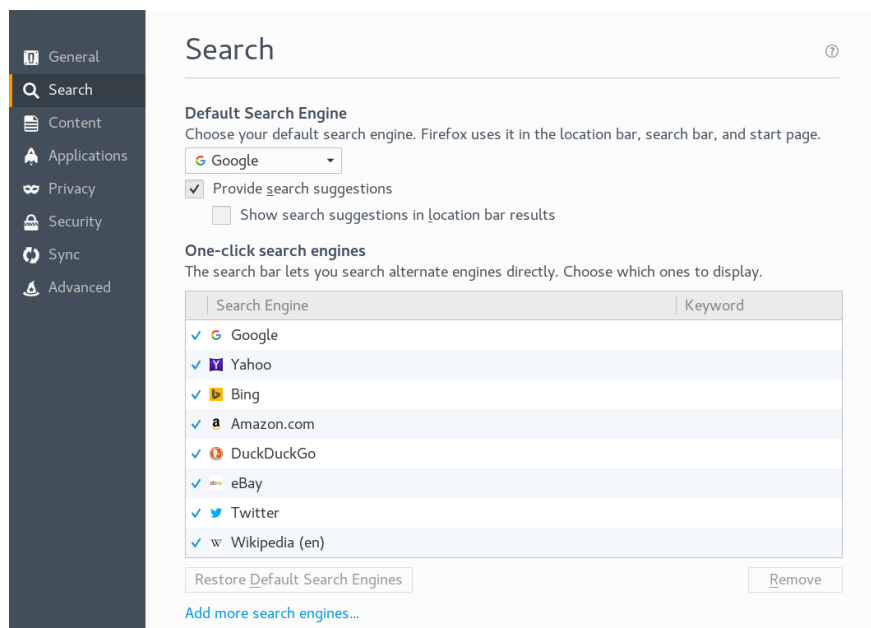 General
Search
Content
Applications
Privacy
Security
Sync
Advanced
Search
Default Search Engine
Choose your default search engine. Firefox uses it in the location bar, search bar, and start page.
Google
Provide search suggestions
Show search suggestions in location bar results
One-click search engines
The search bar lets you search alternate engines directly. Choose which ones to display.
Search Engine Keyword
Google
Yahoo
Bing
Amazon.com
DuckDuckGo
eBay
Twitter
Wikipedia (en)
Restore Default Search Engines Remove
Add more search engines...